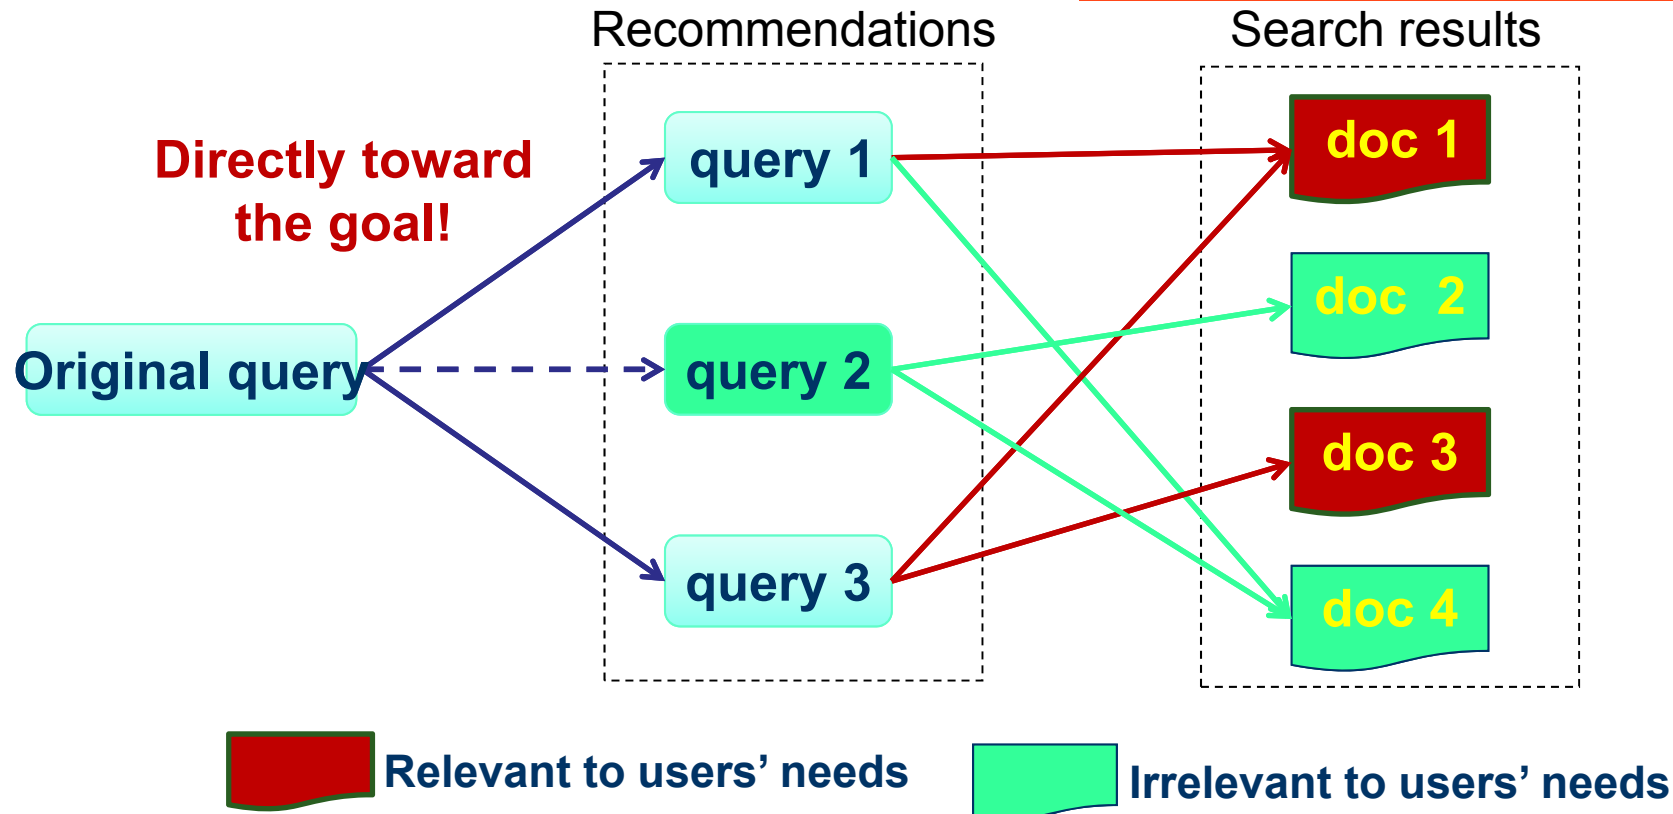 Recommendations
Search results
Directly toward
the goal!
Original query
query 1
query 2
query 3
doc 1
doc  2
doc 3
doc 4
Relevant to users’ needs
Irrelevant to users’ needs